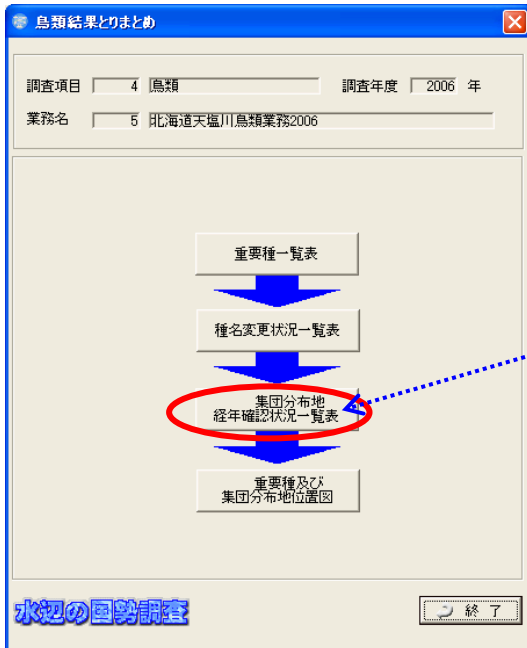 鳥類結果とりまとめ
調査項目 4 鳥類 調査年度 2006 年
業務名 5 北海道天塩川鳥類業務2006
重要種一覧表
種名変更状況一覧表
集団分布地
経年確認状況一覧表
重要種及び
集団分布地位置図
水辺の国勢調査
終 了